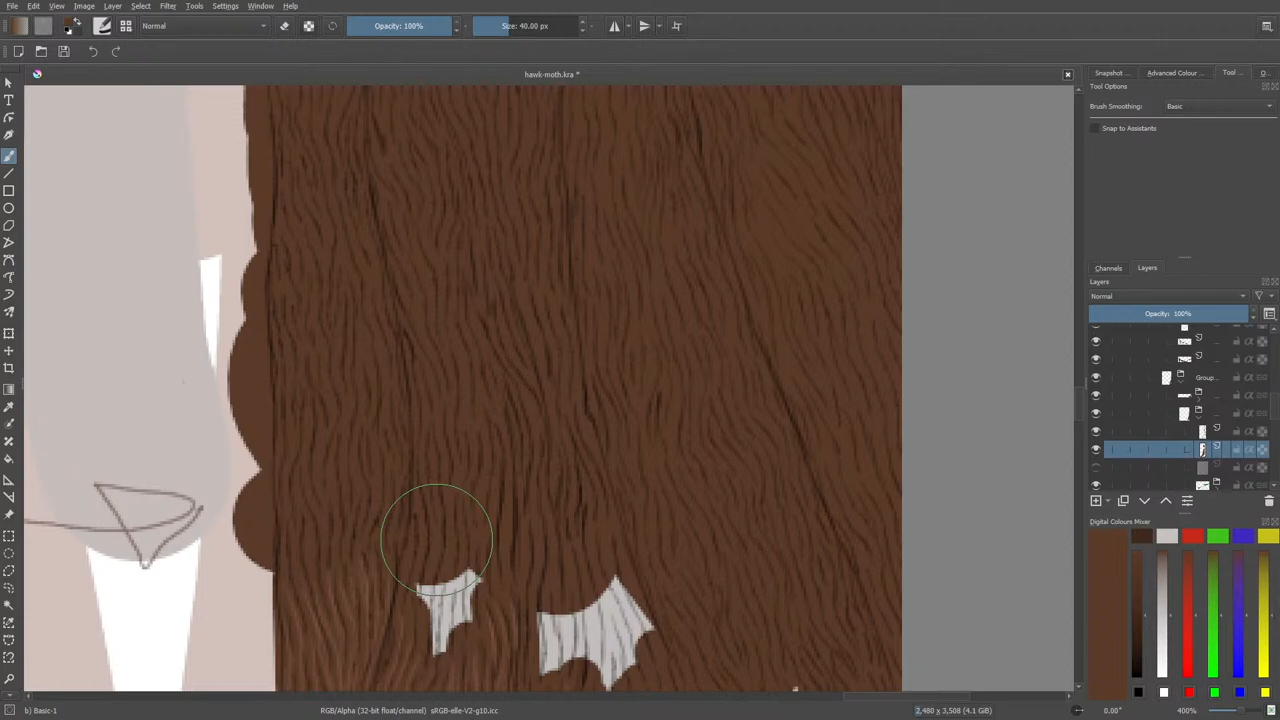 File Edit View Image Layer Select Filter Tools Settings Window Help
Normal Opacity: 100% Size: 40.00 px
hawk-moth.kra *
Snapshot ... Advanced Colour ... Tool ... O...
Tool Options
Brush Smoothing: Basic
Snap to Assistants
Channels Layers
Layers
Normal
Opacity: 100%
Group...
Digital Colours Mixer
b) Basic-1 RGB/Alpha (32-bit float/channel) sRGB-elle-V2-g10.icc 2,480 x 3,508 (4.1 GiB) 0.00° 400%